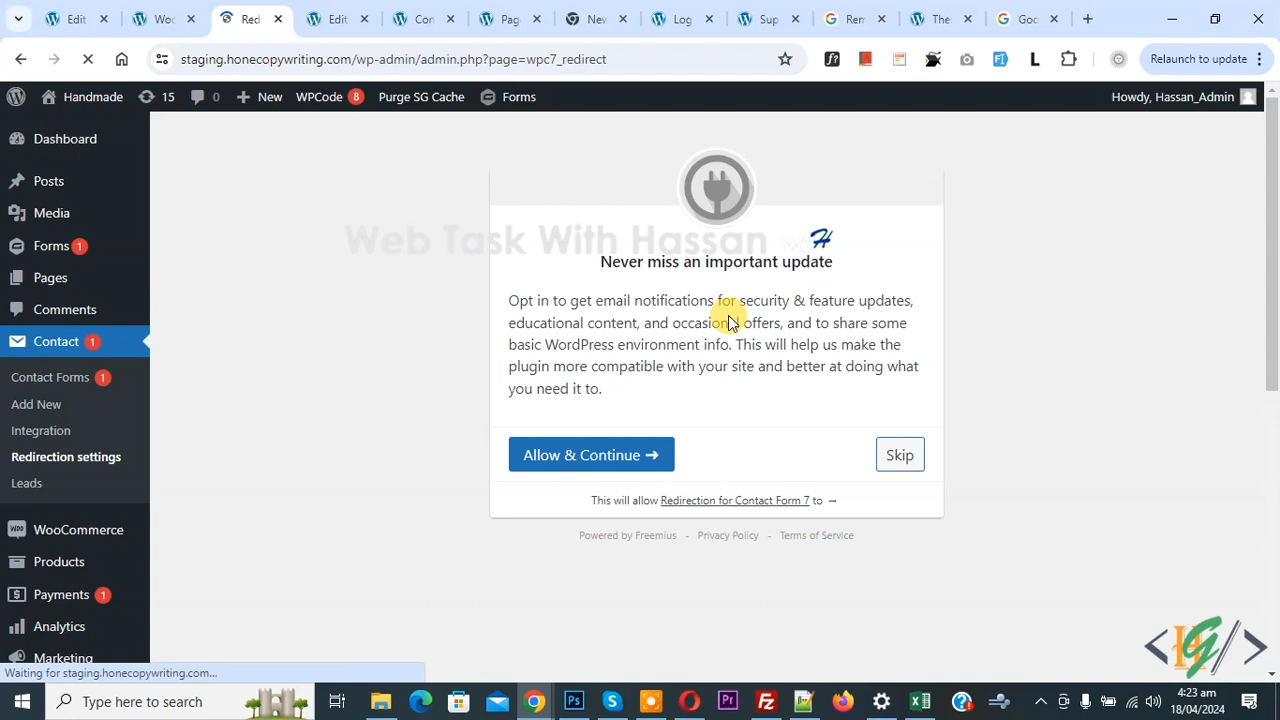 Edit
Woo
Redi
Edit
Con
Page
New
Log
Sup
Ren
The
Goo
staging.honecopywriting.com/wp-admin/admin.php?page=wpc7_redirect
Relaunch to update
Handmade
15
0
New
WPCode 8
Purge SG Cache
Forms
Howdy, Hassan_Admin
Dashboard
Posts
Media
Forms 1
Pages
Comments
Contact 1
Contact Forms 1
Add New
Integration
Redirection settings
Leads
WooCommerce
Products
Payments 1
Analytics
Marketing
Web Task With Hassan
Never miss an important update
Opt in to get email notifications for security & feature updates,
educational content, and occasional offers, and to share some
basic WordPress environment info. This will help us make the
plugin more compatible with your site and better at doing what
you need it to.
Allow & Continue ➜
Skip
This will allow Redirection for Contact Form 7 to →
Powered by Freemius - Privacy Policy - Terms of Service
Waiting for staging.honecopywriting.com...
Type here to search
4:23 am
18/04/2024